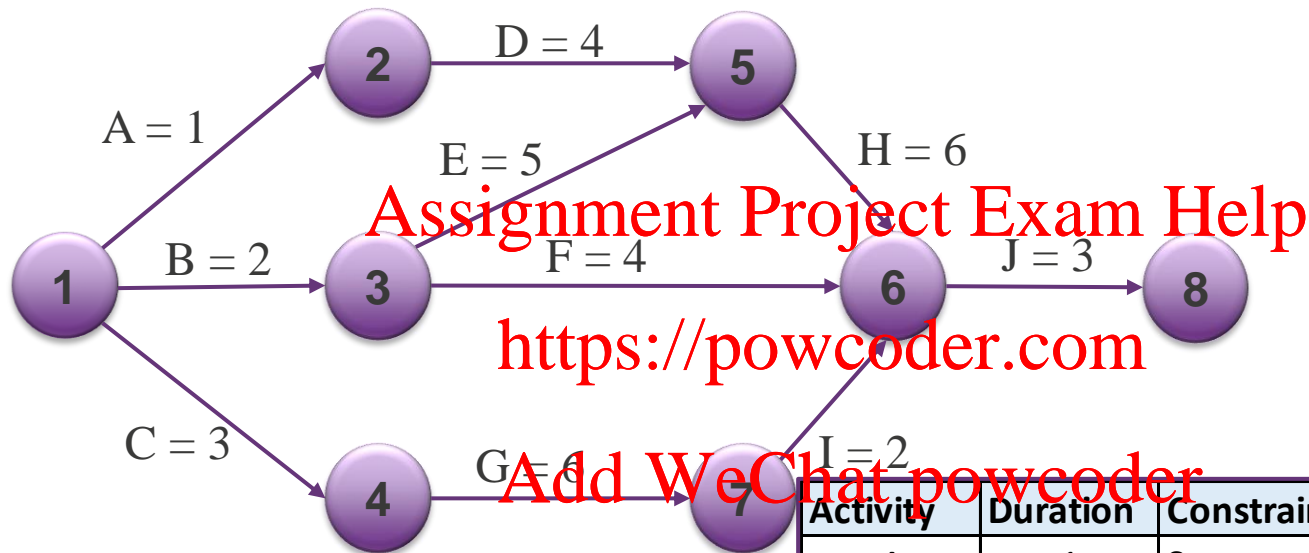 2
D = 4
5
A = 1
E = 5
H = 6
Assignment Project Exam Help
1
B = 2
3
F = 4
6
J = 3
8
https://powcoder.com
C = 3
4
G = 6
7
I = 2
Add WeChat powcoder
Activity Duration